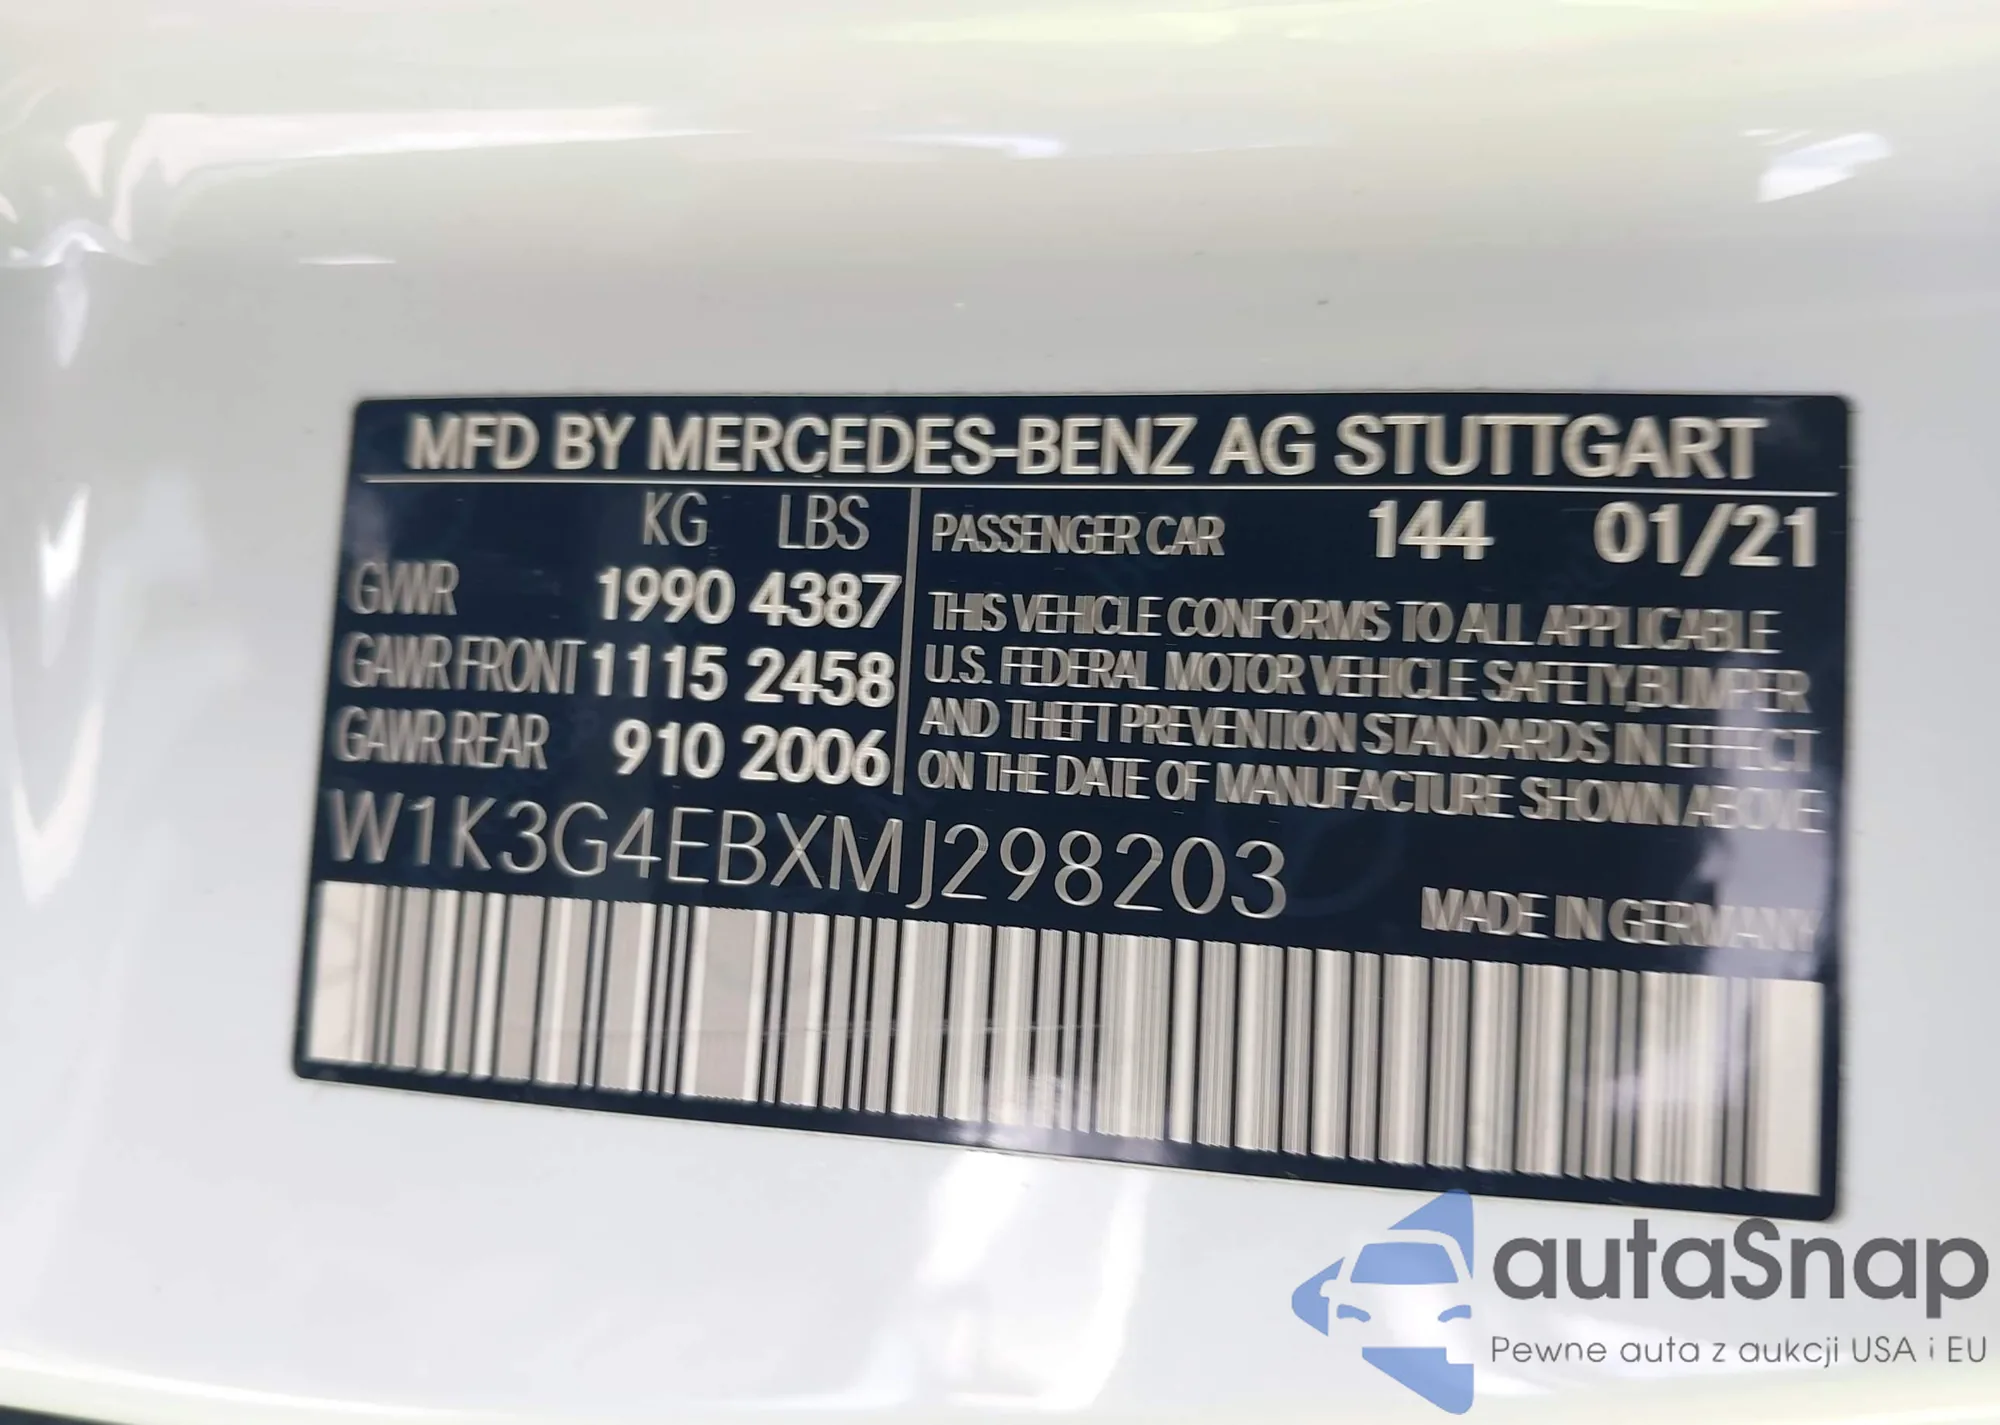 MFD BY MERCEDES-BENZ AG STUTTGART
KG LBS
GVWR 1990 4387
GAWR FRONT 1115 2458
GAWR REAR 910 2006
PASSENGER CAR 144 01/21
THIS VEHICLE CONFORMS TO ALL APPLICABLE
U.S. FEDERAL MOTOR VEHICLE SAFETY,BUMPER
AND THEFT PREVENTION STANDARDS IN EFFECT
ON THE DATE OF MANUFACTURE SHOWN ABOVE
W1K3G4EBXMJ298203
MADE IN GERMANY
autaSnap
Pewne auta z aukcji USA i EU